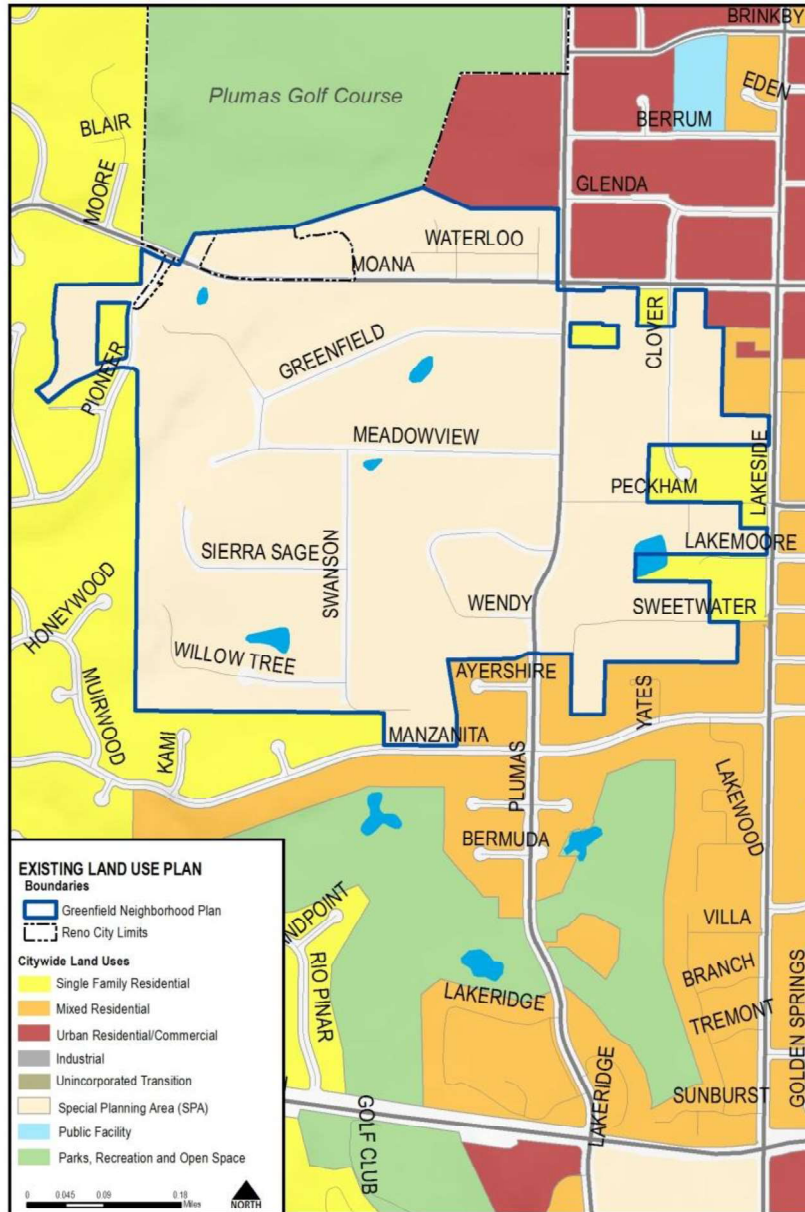 BRINKBY
EDEN
Plumas Golf Course
BLAIR
BERRUM
MOORE
GLENDA
WATERLOO
MOANA
CLOVER
GREENFIELD
PIONEER
MEADOWVIEW
LAKESIDE
PECKHAM
LAKEMOORE
SIERRA SAGE
SWANSON
HONEYWOOD
WENDY
SWEETWATER
WILLOW TREE
AYERSHIRE
MUIRWOOD
YATES
KAMI
MANZANITA
PLUMAS
LAKEWOOD
BERMUDA
VILLA
BRANCH
TREMONT
GOLDEN SPRINGS
LAKERIDGE
SUNBURST
LAKERIDGE
NDPOINT
RIO PINAR
GOLF CLUB
EXISTING LAND USE PLAN
Boundaries
Greenfield Neighborhood Plan
Reno City Limits
Citywide Land Uses
Single Family Residential
Mixed Residential
Urban Residential/Commercial
Industrial
Unincorporated Transition
Special Planning Area (SPA)
Public Facility
Parks, Recreation and Open Space
0 0.045 0.09 0.18
Miles
NORTH